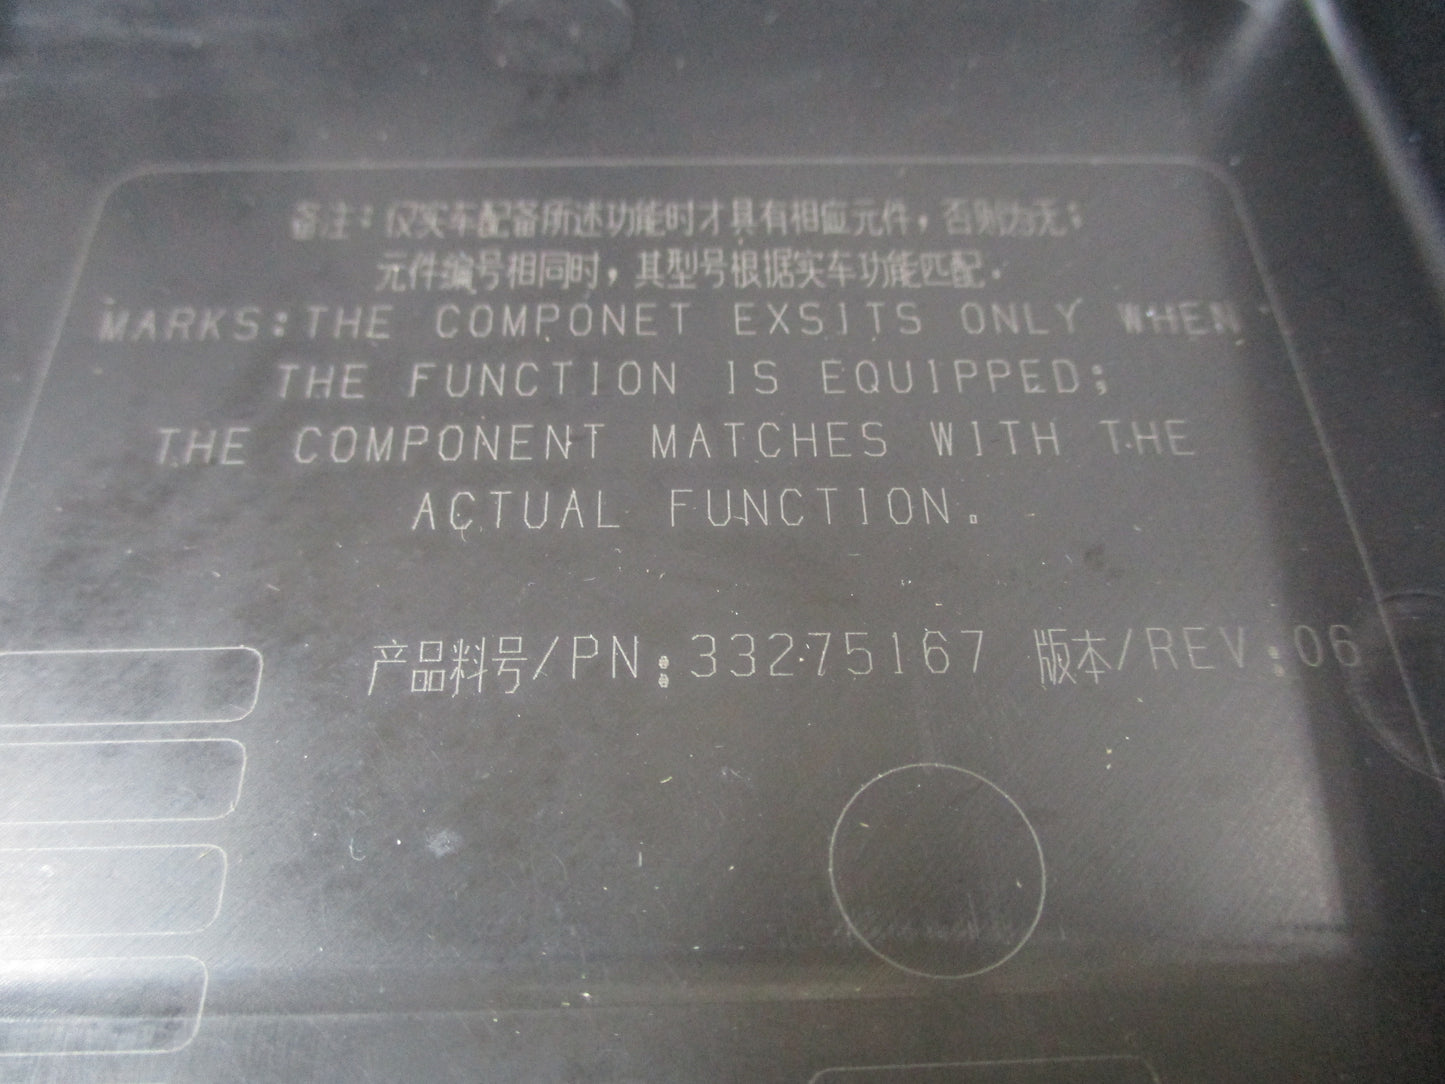 备注：仅实车配备所述功能时才具有相应元件，否则为无；
元件编号相同时，其型号根据实车功能匹配.
MARKS:THE COMPONET EXSITS ONLY WHEN
THE FUNCTION IS EQUIPPED;
THE COMPONENT MATCHES WITH THE
ACTUAL FUNCTION.
产品料号/PN:33275167 版本/REV:06